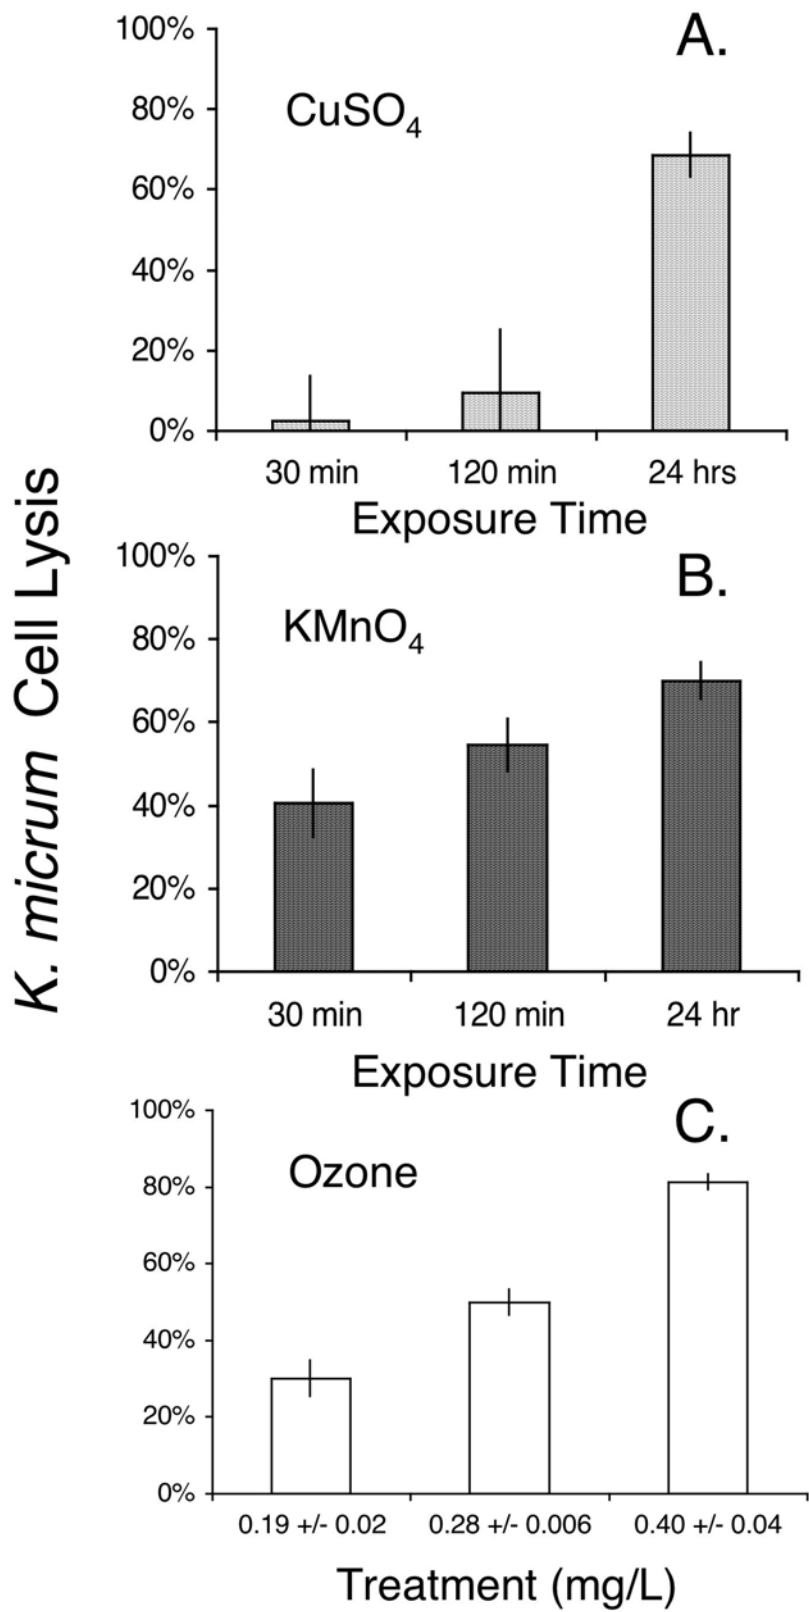 K. micrum Cell Lysis
A.
CuSO4
100%
80%
60%
40%
20%
0%
30 min 120 min 24 hrs
Exposure Time
B.
KMnO4
100%
80%
60%
40%
20%
0%
30 min 120 min 24 hr
Exposure Time
C.
Ozone
100%
80%
60%
40%
20%
0%
0.19 +/- 0.02 0.28 +/- 0.006 0.40 +/- 0.04
Treatment (mg/L)